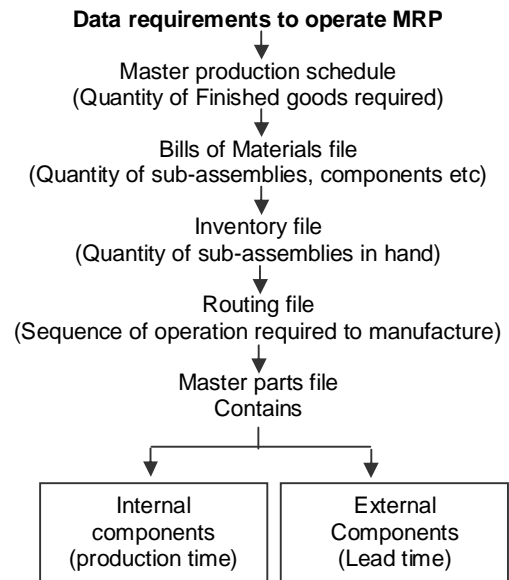 Data requirements to operate MRP
Master production schedule
(Quantity of Finished goods required)
Bills of Materials file
(Quantity of sub-assemblies, components etc)
Inventory file
(Quantity of sub-assemblies in hand)
Routing file
(Sequence of operation required to manufacture)
Master parts file
Contains
Internal
components
(production time)
External
Components
(Lead time)